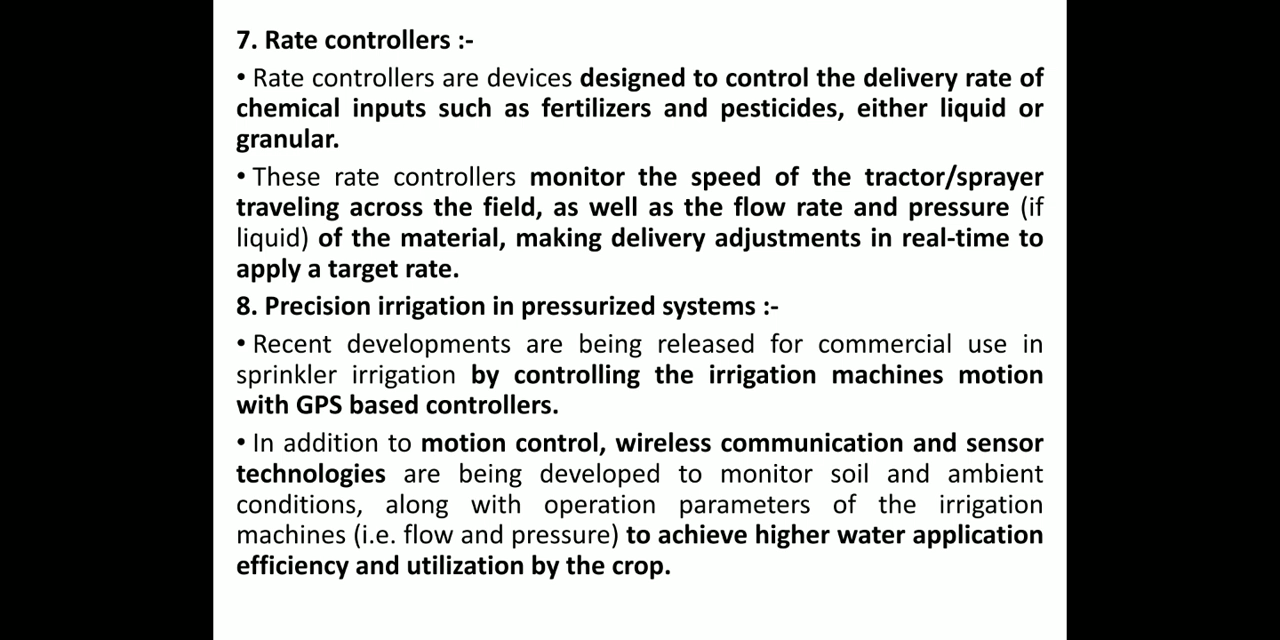 7. Rate controllers :-
• Rate controllers are devices designed to control the delivery rate of
chemical inputs such as fertilizers and pesticides, either liquid or
granular.
• These rate controllers monitor the speed of the tractor/sprayer
traveling across the field, as well as the flow rate and pressure (if
liquid) of the material, making delivery adjustments in real-time to
apply a target rate.
8. Precision irrigation in pressurized systems :-
• Recent developments are being released for commercial use in
sprinkler irrigation by controlling the irrigation machines motion
with GPS based controllers.
• In addition to motion control, wireless communication and sensor
technologies are being developed to monitor soil and ambient
conditions, along with operation parameters of the irrigation
machines (i.e. flow and pressure) to achieve higher water application
efficiency and utilization by the crop.